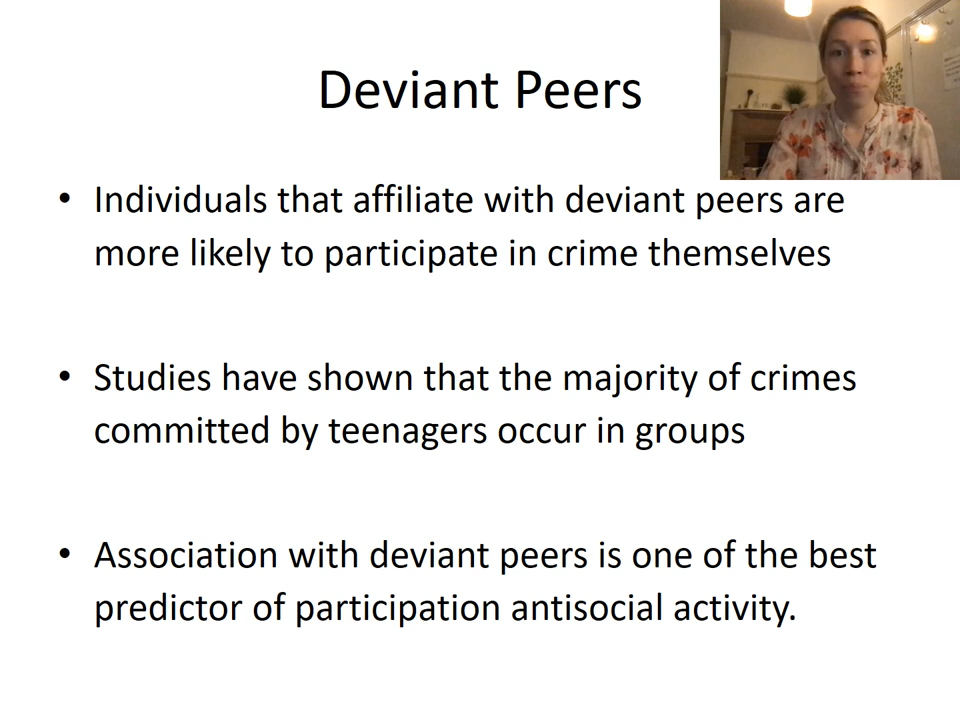 Deviant Peers
• Individuals that affiliate with deviant peers are
more likely to participate in crime themselves
• Studies have shown that the majority of crimes
committed by teenagers occur in groups
• Association with deviant peers is one of the best
predictor of participation antisocial activity.